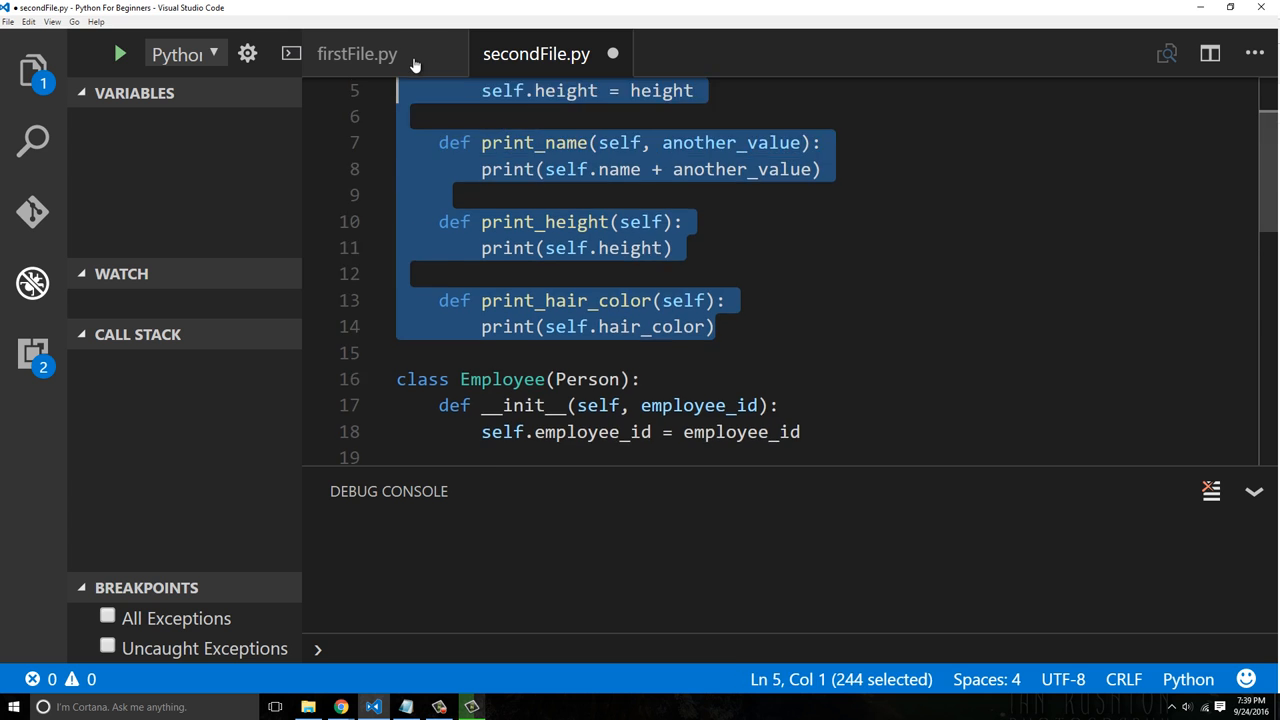 ● secondFile.py - Python For Beginners - Visual Studio Code
File Edit View Go Help
1
2
Python
firstFile.py
secondFile.py
VARIABLES
WATCH
CALL STACK
BREAKPOINTS
All Exceptions
Uncaught Exceptions
5 self.height = height
6
7 def print_name(self, another_value):
8 print(self.name + another_value)
9
10 def print_height(self):
11 print(self.height)
12
13 def print_hair_color(self):
14 print(self.hair_color)
15
16 class Employee(Person):
17 def __init__(self, employee_id):
18 self.employee_id = employee_id
19
DEBUG CONSOLE
0 0
Ln 5, Col 1 (244 selected) Spaces: 4 UTF-8 CRLF Python
I'm Cortana. Ask me anything.
7:39 PM
9/24/2016